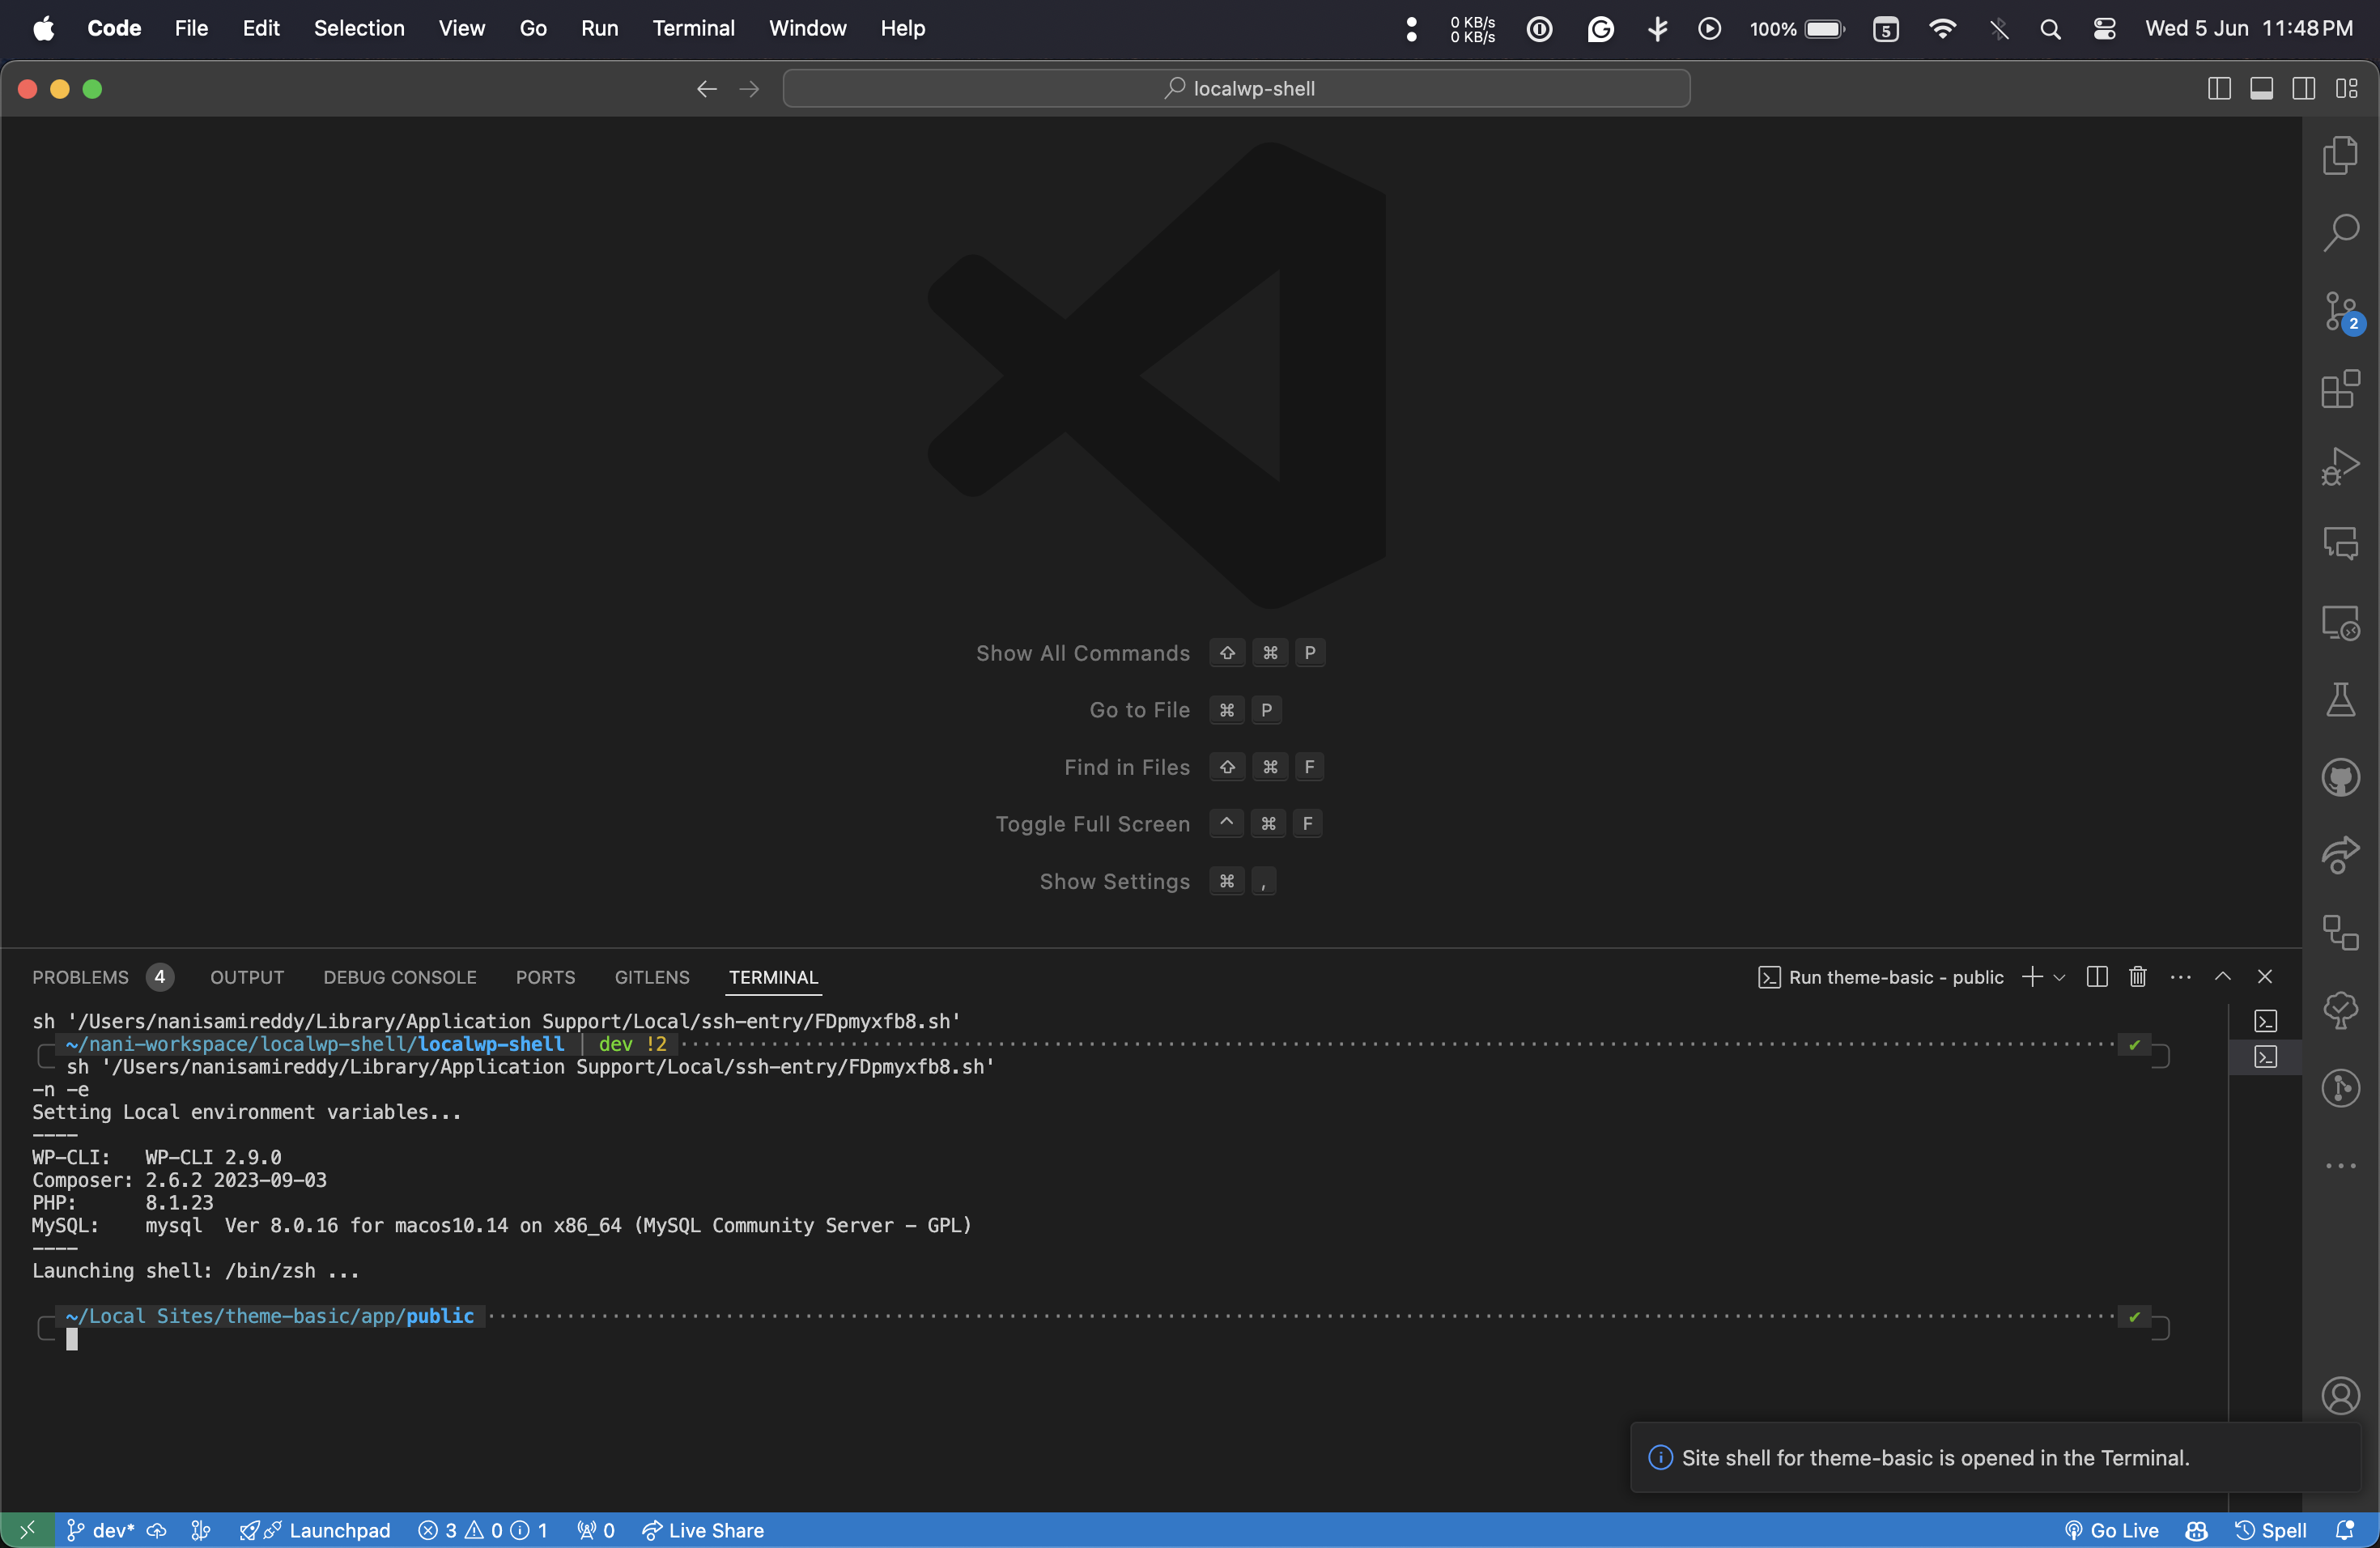 Code File Edit Selection View Go Run Terminal Window Help
0 KB/s
0 KB/s
100%
5
Wed 5 Jun 11:48 PM
localwp-shell
2
Show All Commands ⇧ ⌘ P
Go to File ⌘ P
Find in Files ⇧ ⌘ F
Toggle Full Screen ^ ⌘ F
Show Settings ⌘ ,
PROBLEMS 4 OUTPUT DEBUG CONSOLE PORTS GITLENS TERMINAL
Run theme-basic - public
sh '/Users/nanisamireddy/Library/Application Support/Local/ssh-entry/FDpmyxfb8.sh'
~/nani-workspace/localwp-shell/localwp-shell | dev !2 ✔
sh '/Users/nanisamireddy/Library/Application Support/Local/ssh-entry/FDpmyxfb8.sh'
-n -e
Setting Local environment variables...
----
WP-CLI: WP-CLI 2.9.0
Composer: 2.6.2 2023-09-03
PHP: 8.1.23
MySQL: mysql Ver 8.0.16 for macos10.14 on x86_64 (MySQL Community Server - GPL)
----
Launching shell: /bin/zsh ...
~/Local Sites/theme-basic/app/public ✔
Site shell for theme-basic is opened in the Terminal.
dev* Launchpad 3 0 1 0 Live Share
Go Live Spell